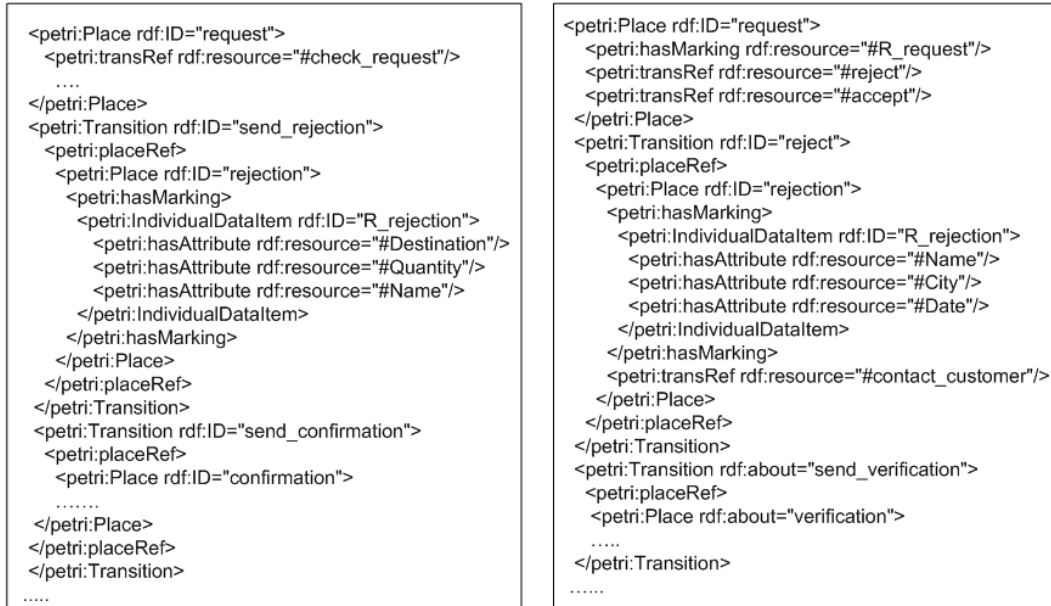 <petri:Place rdf:ID="request">
<petri:transRef rdf:resource="#check_request"/>
....
</petri:Place>
<petri:Transition rdf:ID="send_rejection">
<petri:placeRef>
<petri:Place rdf:ID="rejection">
<petri:hasMarking>
<petri:IndividualDataItem rdf:ID="R_rejection">
<petri:hasAttribute rdf:resource="#Destination"/>
<petri:hasAttribute rdf:resource="#Quantity"/>
<petri:hasAttribute rdf:resource="#Name"/>
</petri:IndividualDataItem>
</petri:hasMarking>
</petri:Place>
</petri:placeRef>
</petri:Transition>
<petri:Transition rdf:ID="send_confirmation">
<petri:placeRef>
<petri:Place rdf:ID="confirmation">
.......
</petri:Place>
</petri:placeRef>
</petri:Transition>
.....
<petri:Place rdf:ID="request">
<petri:hasMarking rdf:resource="#R_request"/>
<petri:transRef rdf:resource="#reject"/>
<petri:transRef rdf:resource="#accept"/>
</petri:Place>
<petri:Transition rdf:ID="reject">
<petri:placeRef>
<petri:Place rdf:ID="rejection">
<petri:hasMarking>
<petri:IndividualDataItem rdf:ID="R_rejection">
<petri:hasAttribute rdf:resource="#Name"/>
<petri:hasAttribute rdf:resource="#City"/>
<petri:hasAttribute rdf:resource="#Date"/>
</petri:IndividualDataItem>
</petri:hasMarking>
<petri:transRef rdf:resource="#contact_customer"/>
</petri:Place>
</petri:placeRef>
</petri:Transition>
<petri:Transition rdf:about="send_verification">
<petri:placeRef>
<petri:Place rdf:about="verification">
.....
</petri:Transition>
......